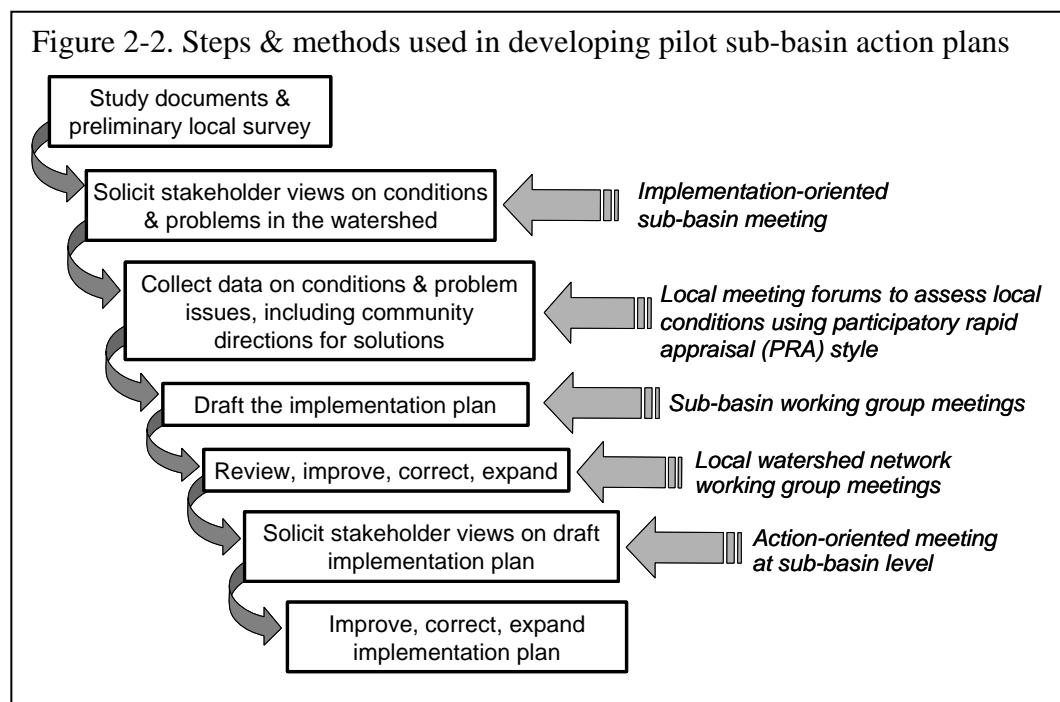 Figure 2-2. Steps & methods used in developing pilot sub-basin action plans
Study documents &
preliminary local survey
Solicit stakeholder views on conditions
& problems in the watershed
Implementation-oriented
sub-basin meeting
Collect data on conditions & problem
issues, including community
directions for solutions
Local meeting forums to assess local
conditions using participatory rapid
appraisal (PRA) style
Draft the implementation plan
Sub-basin working group meetings
Review, improve, correct, expand
Local watershed network
working group meetings
Solicit stakeholder views on draft
implementation plan
Action-oriented meeting
at sub-basin level
Improve, correct, expand
implementation plan